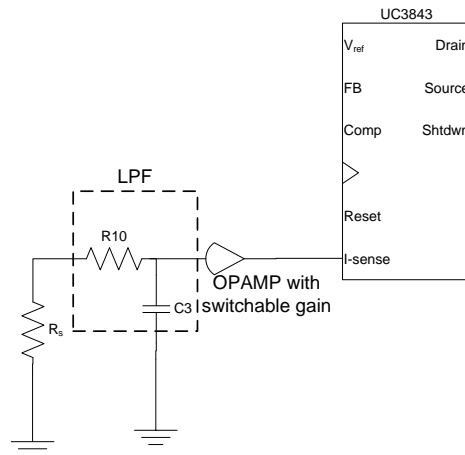 UC3843
Vref
Drain
FB
Source
Comp
Shtdwn
LPF
Reset
R10
I-sense
OPAMP with
switchable gain
C3
Rs